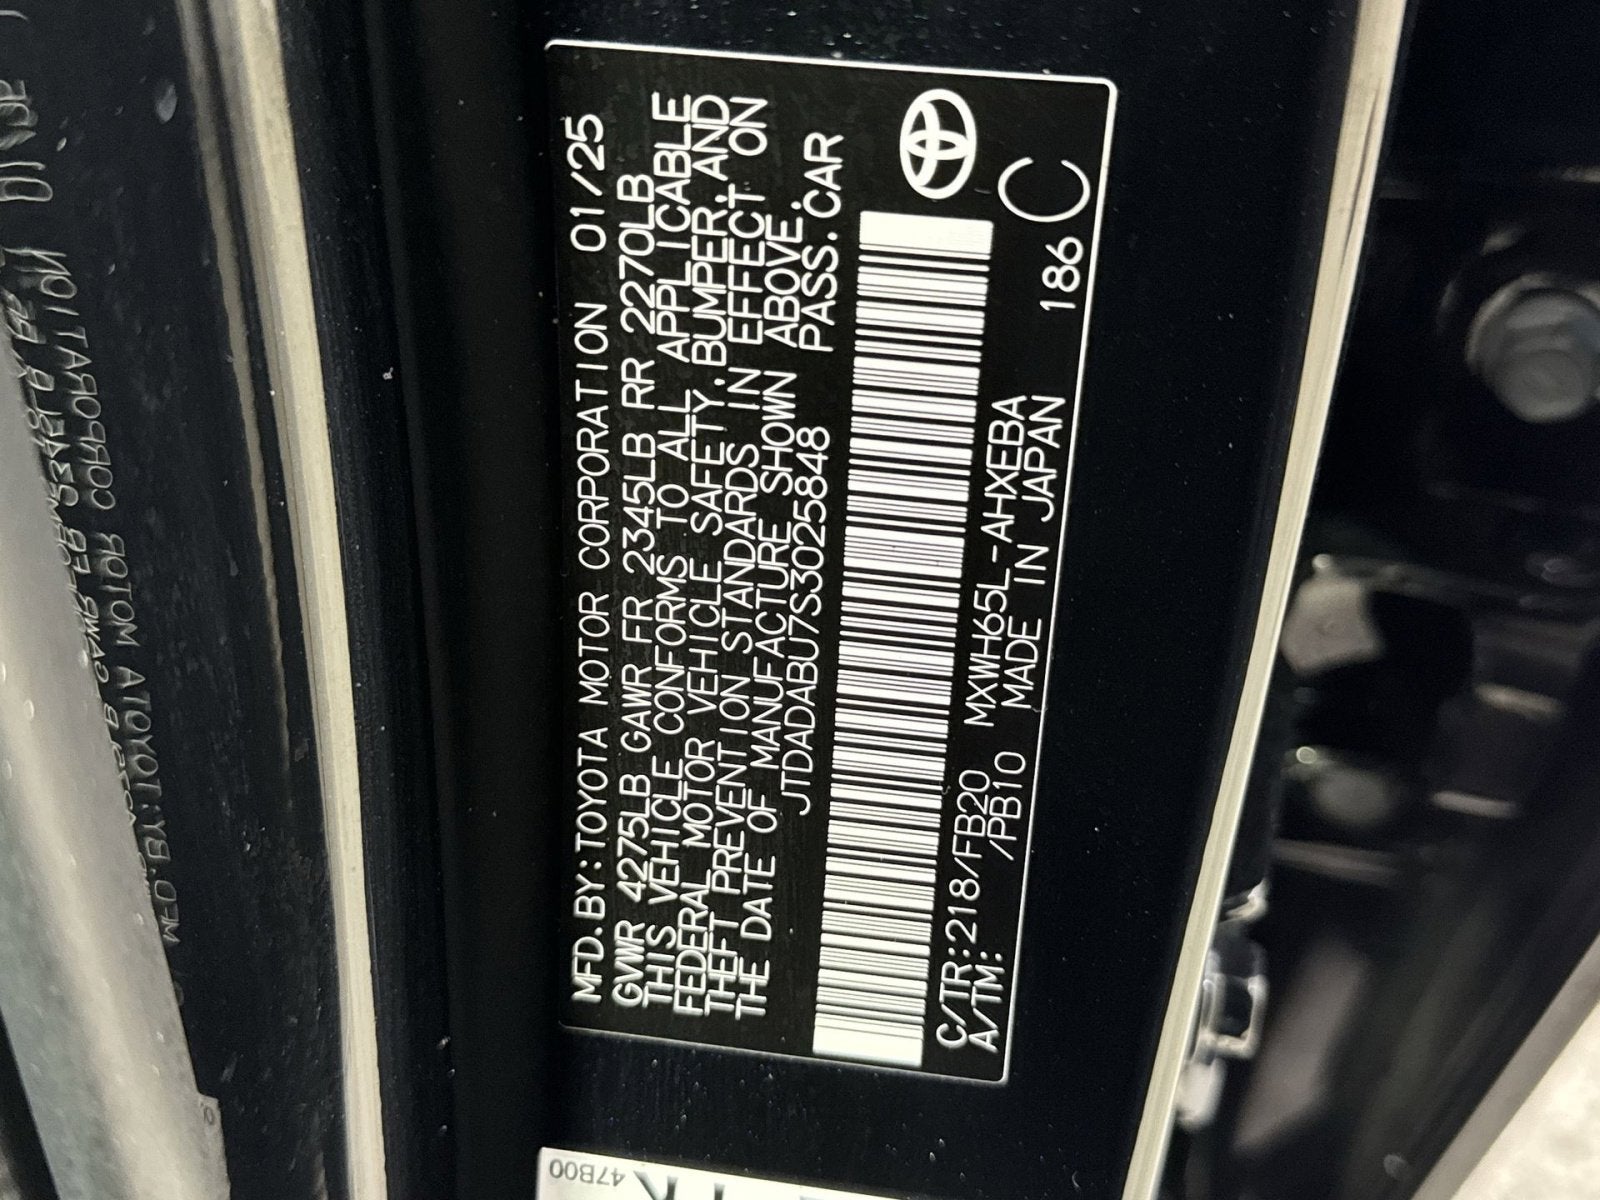 MFD.BY:TOYOTA MOTOR CORPORATION 01/25
GVWR 4275LB GAWR FR 2345LB RR 2270LB
THIS VEHICLE CONFORMS TO ALL APPLICABLE
FEDERAL MOTOR VEHICLE SAFETY,BUMPER,AND
THEFT PREVENTION STANDARDS IN EFFECT ON
THE DATE OF MANUFACTURE SHOWN ABOVE.
JTDADABU7S3025848 PASS.CAR
C/TR:218/FB20 MXWH65L-AHXEBA 186 C
A/TM: /PB10 MADE IN JAPAN
47B00